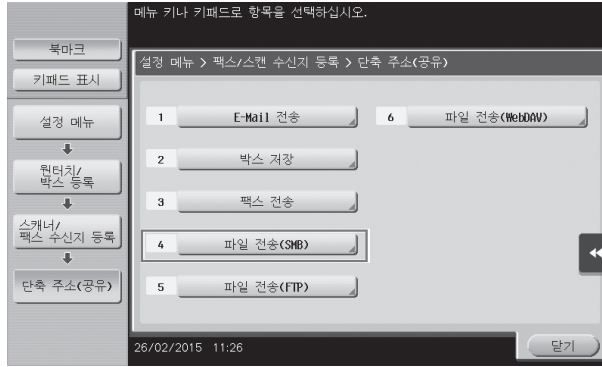 메뉴 키나 키패드로 항목을 선택하십시오.
북마크
키패드 표시
설정 메뉴
원터치/
박스 등록
스캐너/
팩스 수신지 등록
단축 주소(공유)
설정 메뉴 > 팩스/스캔 수신지 등록 > 단축 주소(공유)
1 E-Mail 전송
2 박스 저장
3 팩스 전송
4 파일 전송(SMB)
5 파일 전송(FTP)
6 파일 전송(WebDAV)
26/02/2015 11:26
닫기